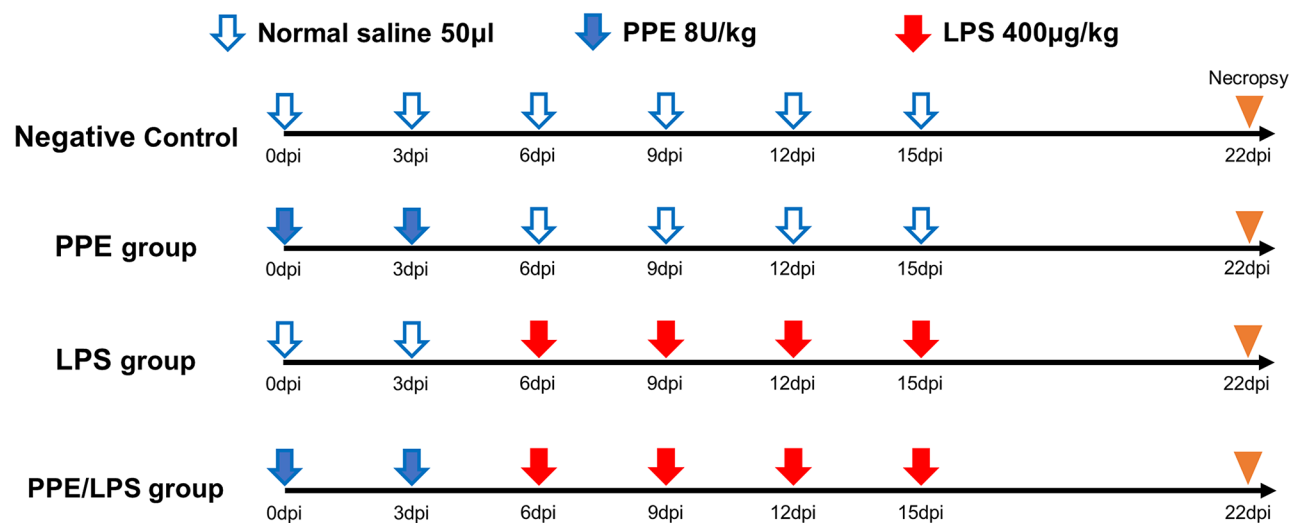 Normal saline 50μl PPE 8U/kg LPS 400μg/kg
Necropsy
Negative Control
0dpi 3dpi 6dpi 9dpi 12dpi 15dpi 22dpi
PPE group
0dpi 3dpi 6dpi 9dpi 12dpi 15dpi 22dpi
LPS group
0dpi 3dpi 6dpi 9dpi 12dpi 15dpi 22dpi
PPE/LPS group
0dpi 3dpi 6dpi 9dpi 12dpi 15dpi 22dpi